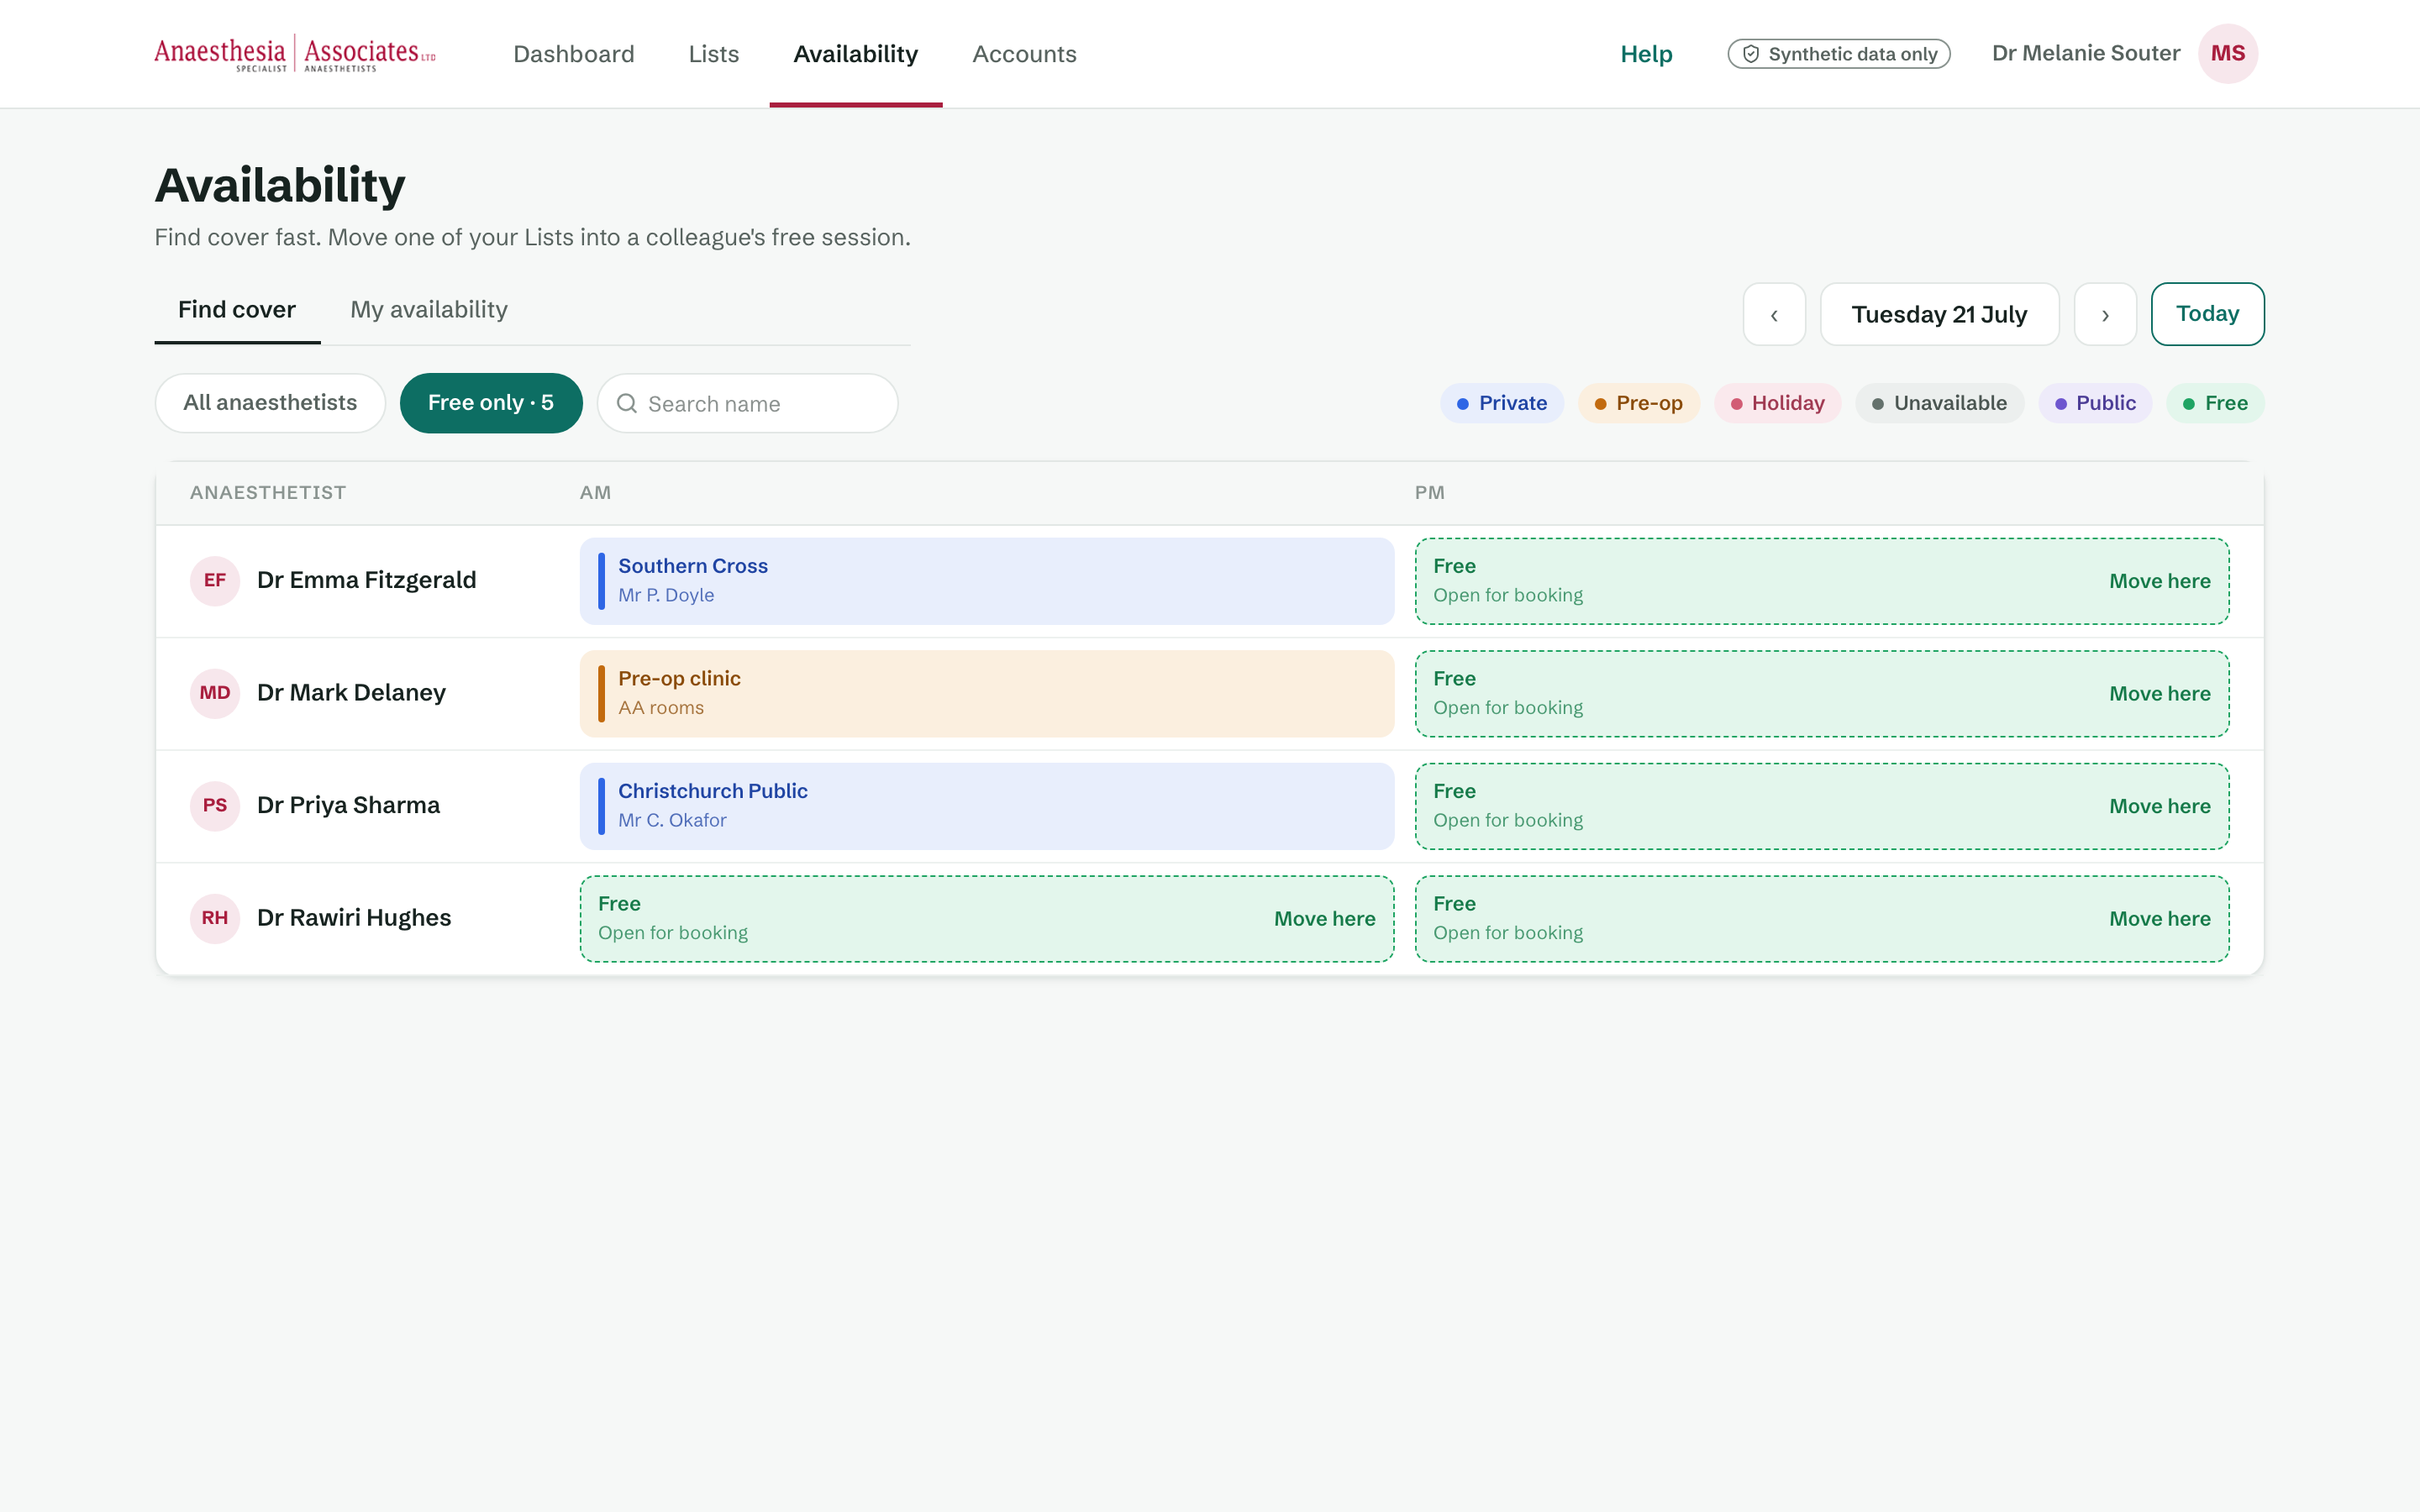 Anaesthesia | Associates LTD
SPECIALIST ANAESTHETISTS
Dashboard Lists Availability Accounts
Help Synthetic data only Dr Melanie Souter MS
Availability
Find cover fast. Move one of your Lists into a colleague's free session.
Find cover My availability
‹ Tuesday 21 July › Today
All anaesthetists Free only · 5 Search name
Private Pre-op Holiday Unavailable Public Free
ANAESTHETIST AM PM
EF Dr Emma Fitzgerald
Southern Cross
Mr P. Doyle
Free
Open for booking
Move here
MD Dr Mark Delaney
Pre-op clinic
AA rooms
Free
Open for booking
Move here
PS Dr Priya Sharma
Christchurch Public
Mr C. Okafor
Free
Open for booking
Move here
RH Dr Rawiri Hughes
Free
Open for booking
Move here
Free
Open for booking
Move here